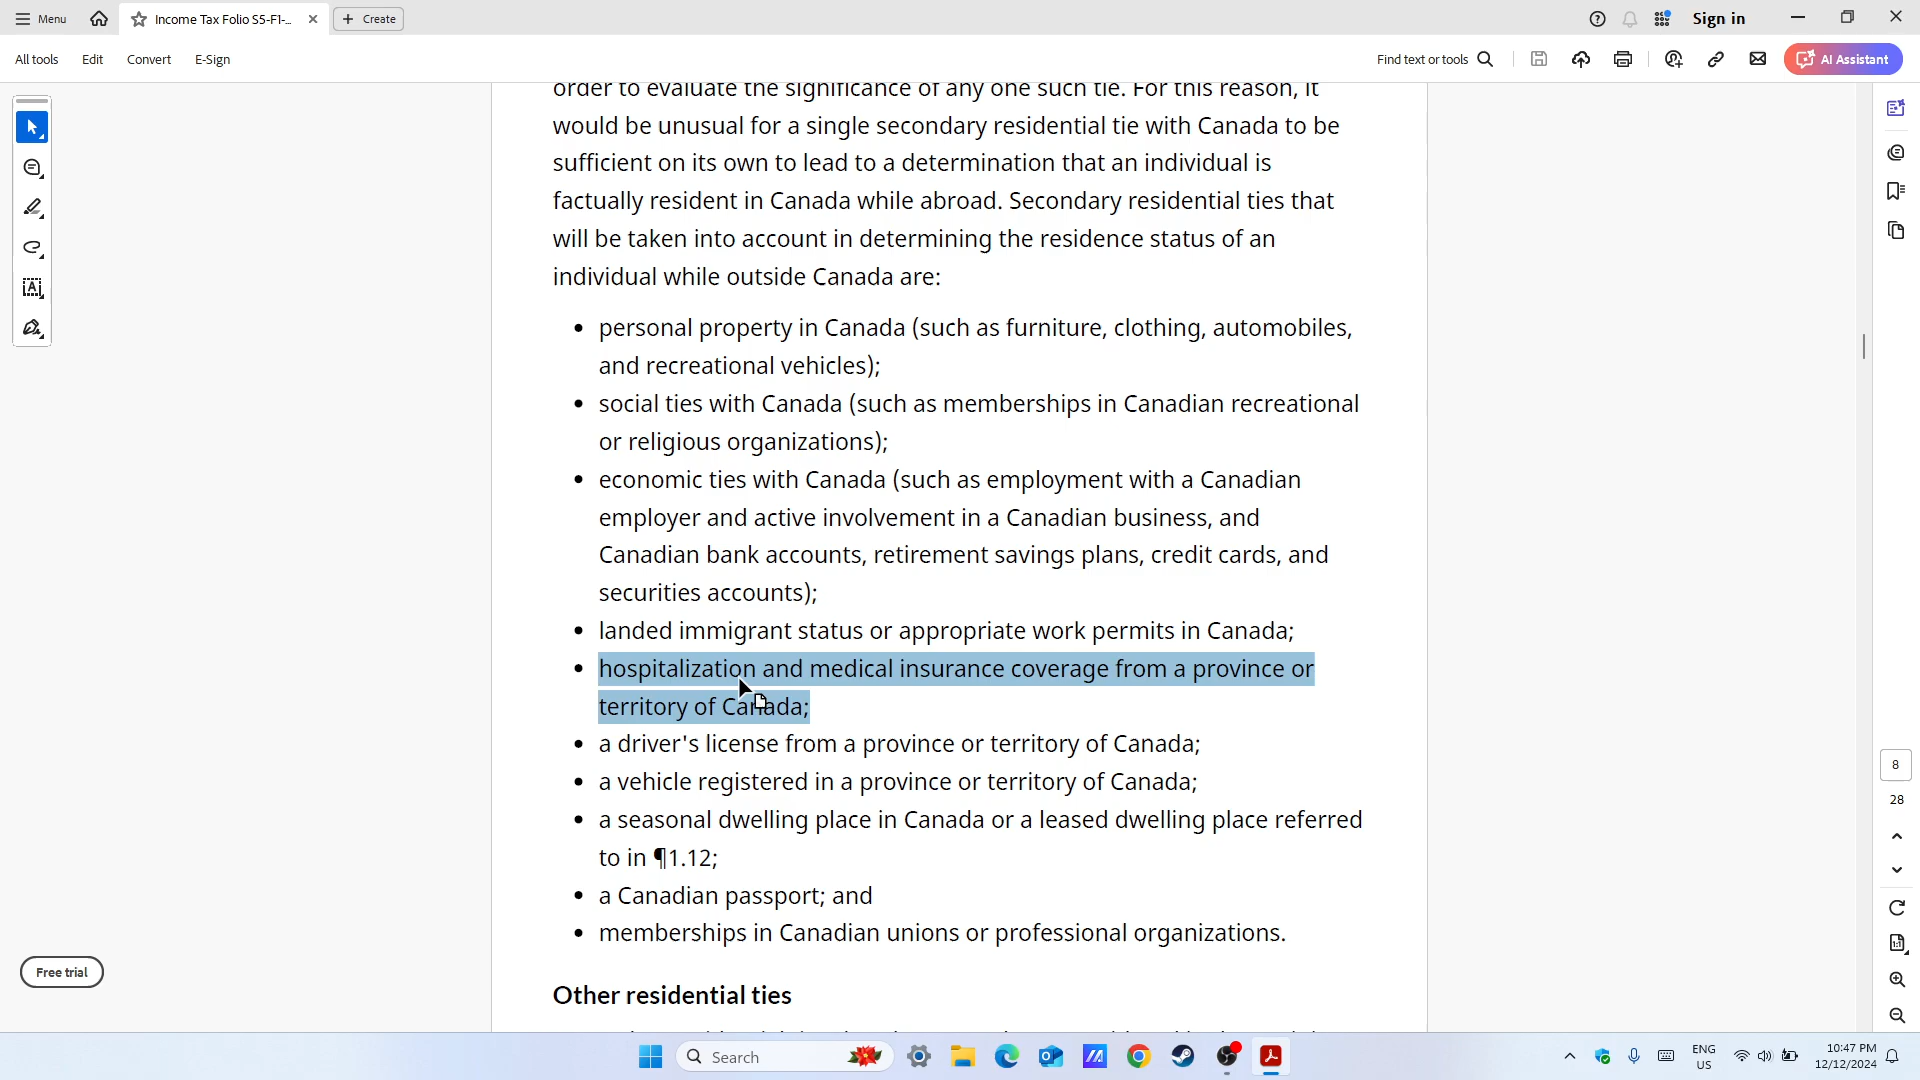 Menu
Income Tax Folio S5-F1-...
Create
Sign in
All tools
Edit
Convert
E-Sign
Find text or tools
AI Assistant
order to evaluate the significance of any one such tie. For this reason, it
would be unusual for a single secondary residential tie with Canada to be
sufficient on its own to lead to a determination that an individual is
factually resident in Canada while abroad. Secondary residential ties that
will be taken into account in determining the residence status of an
individual while outside Canada are:
• personal property in Canada (such as furniture, clothing, automobiles,
and recreational vehicles);
• social ties with Canada (such as memberships in Canadian recreational
or religious organizations);
• economic ties with Canada (such as employment with a Canadian
employer and active involvement in a Canadian business, and
Canadian bank accounts, retirement savings plans, credit cards, and
securities accounts);
• landed immigrant status or appropriate work permits in Canada;
• hospitalization and medical insurance coverage from a province or
territory of Canada;
• a driver's license from a province or territory of Canada;
• a vehicle registered in a province or territory of Canada;
• a seasonal dwelling place in Canada or a leased dwelling place referred
to in ¶1.12;
• a Canadian passport; and
• memberships in Canadian unions or professional organizations.
Other residential ties
8
28
Free trial
Search
ENG
US
10:47 PM
12/12/2024